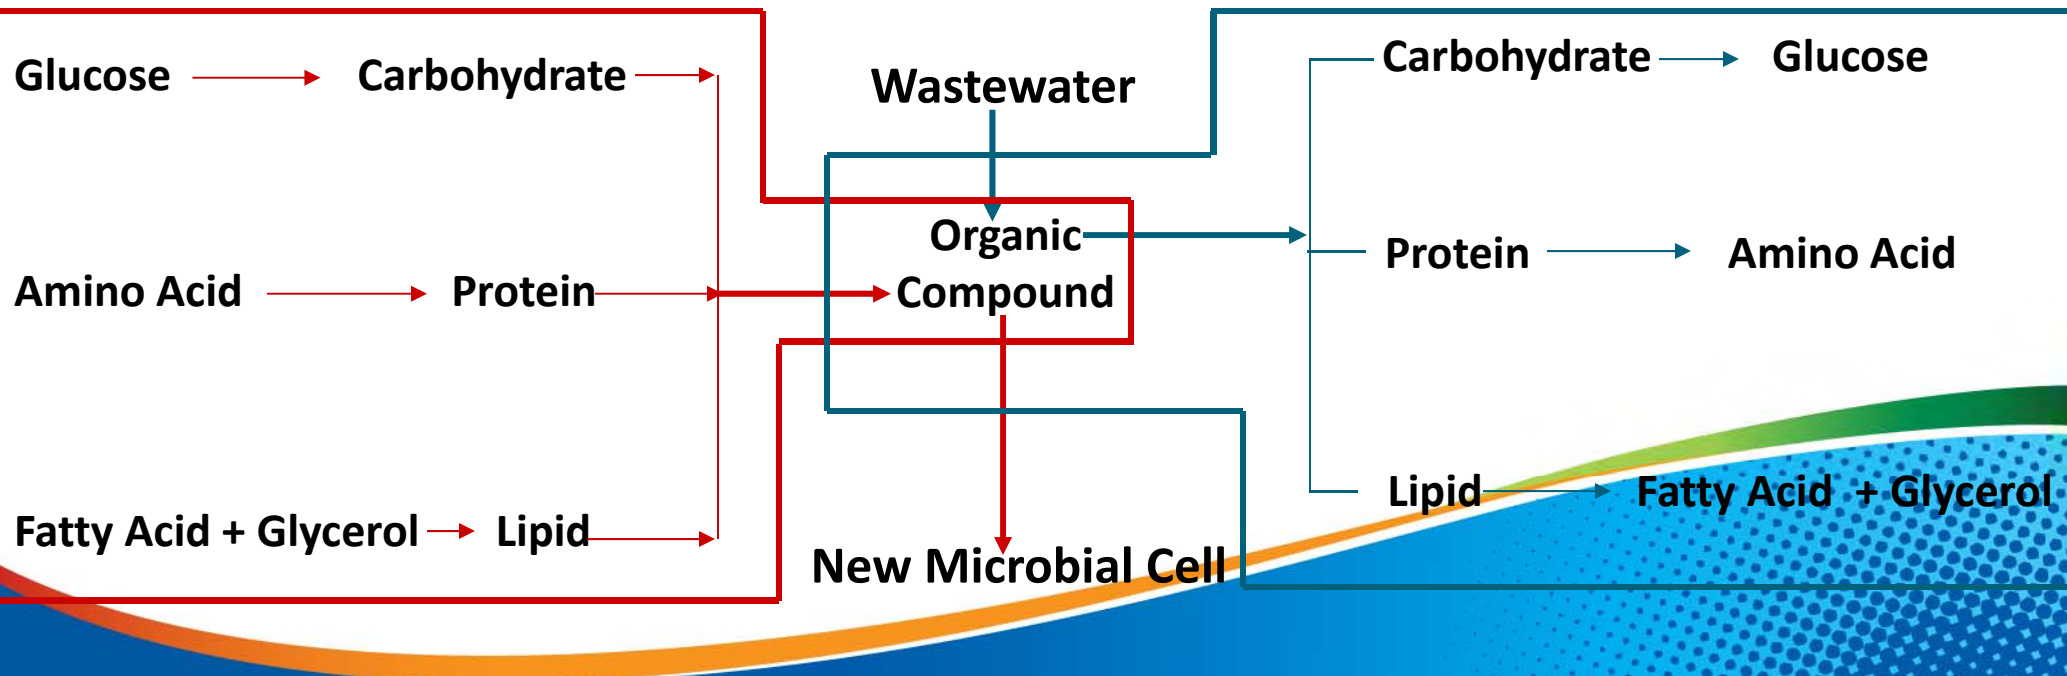 Glucose
Carbohydrate
Wastewater
Carbohydrate
Glucose
Organic
Compound
Protein
Amino Acid
Amino Acid
Protein
Lipid
Fatty Acid + Glycerol
Fatty Acid + Glycerol
Lipid
New Microbial Cell